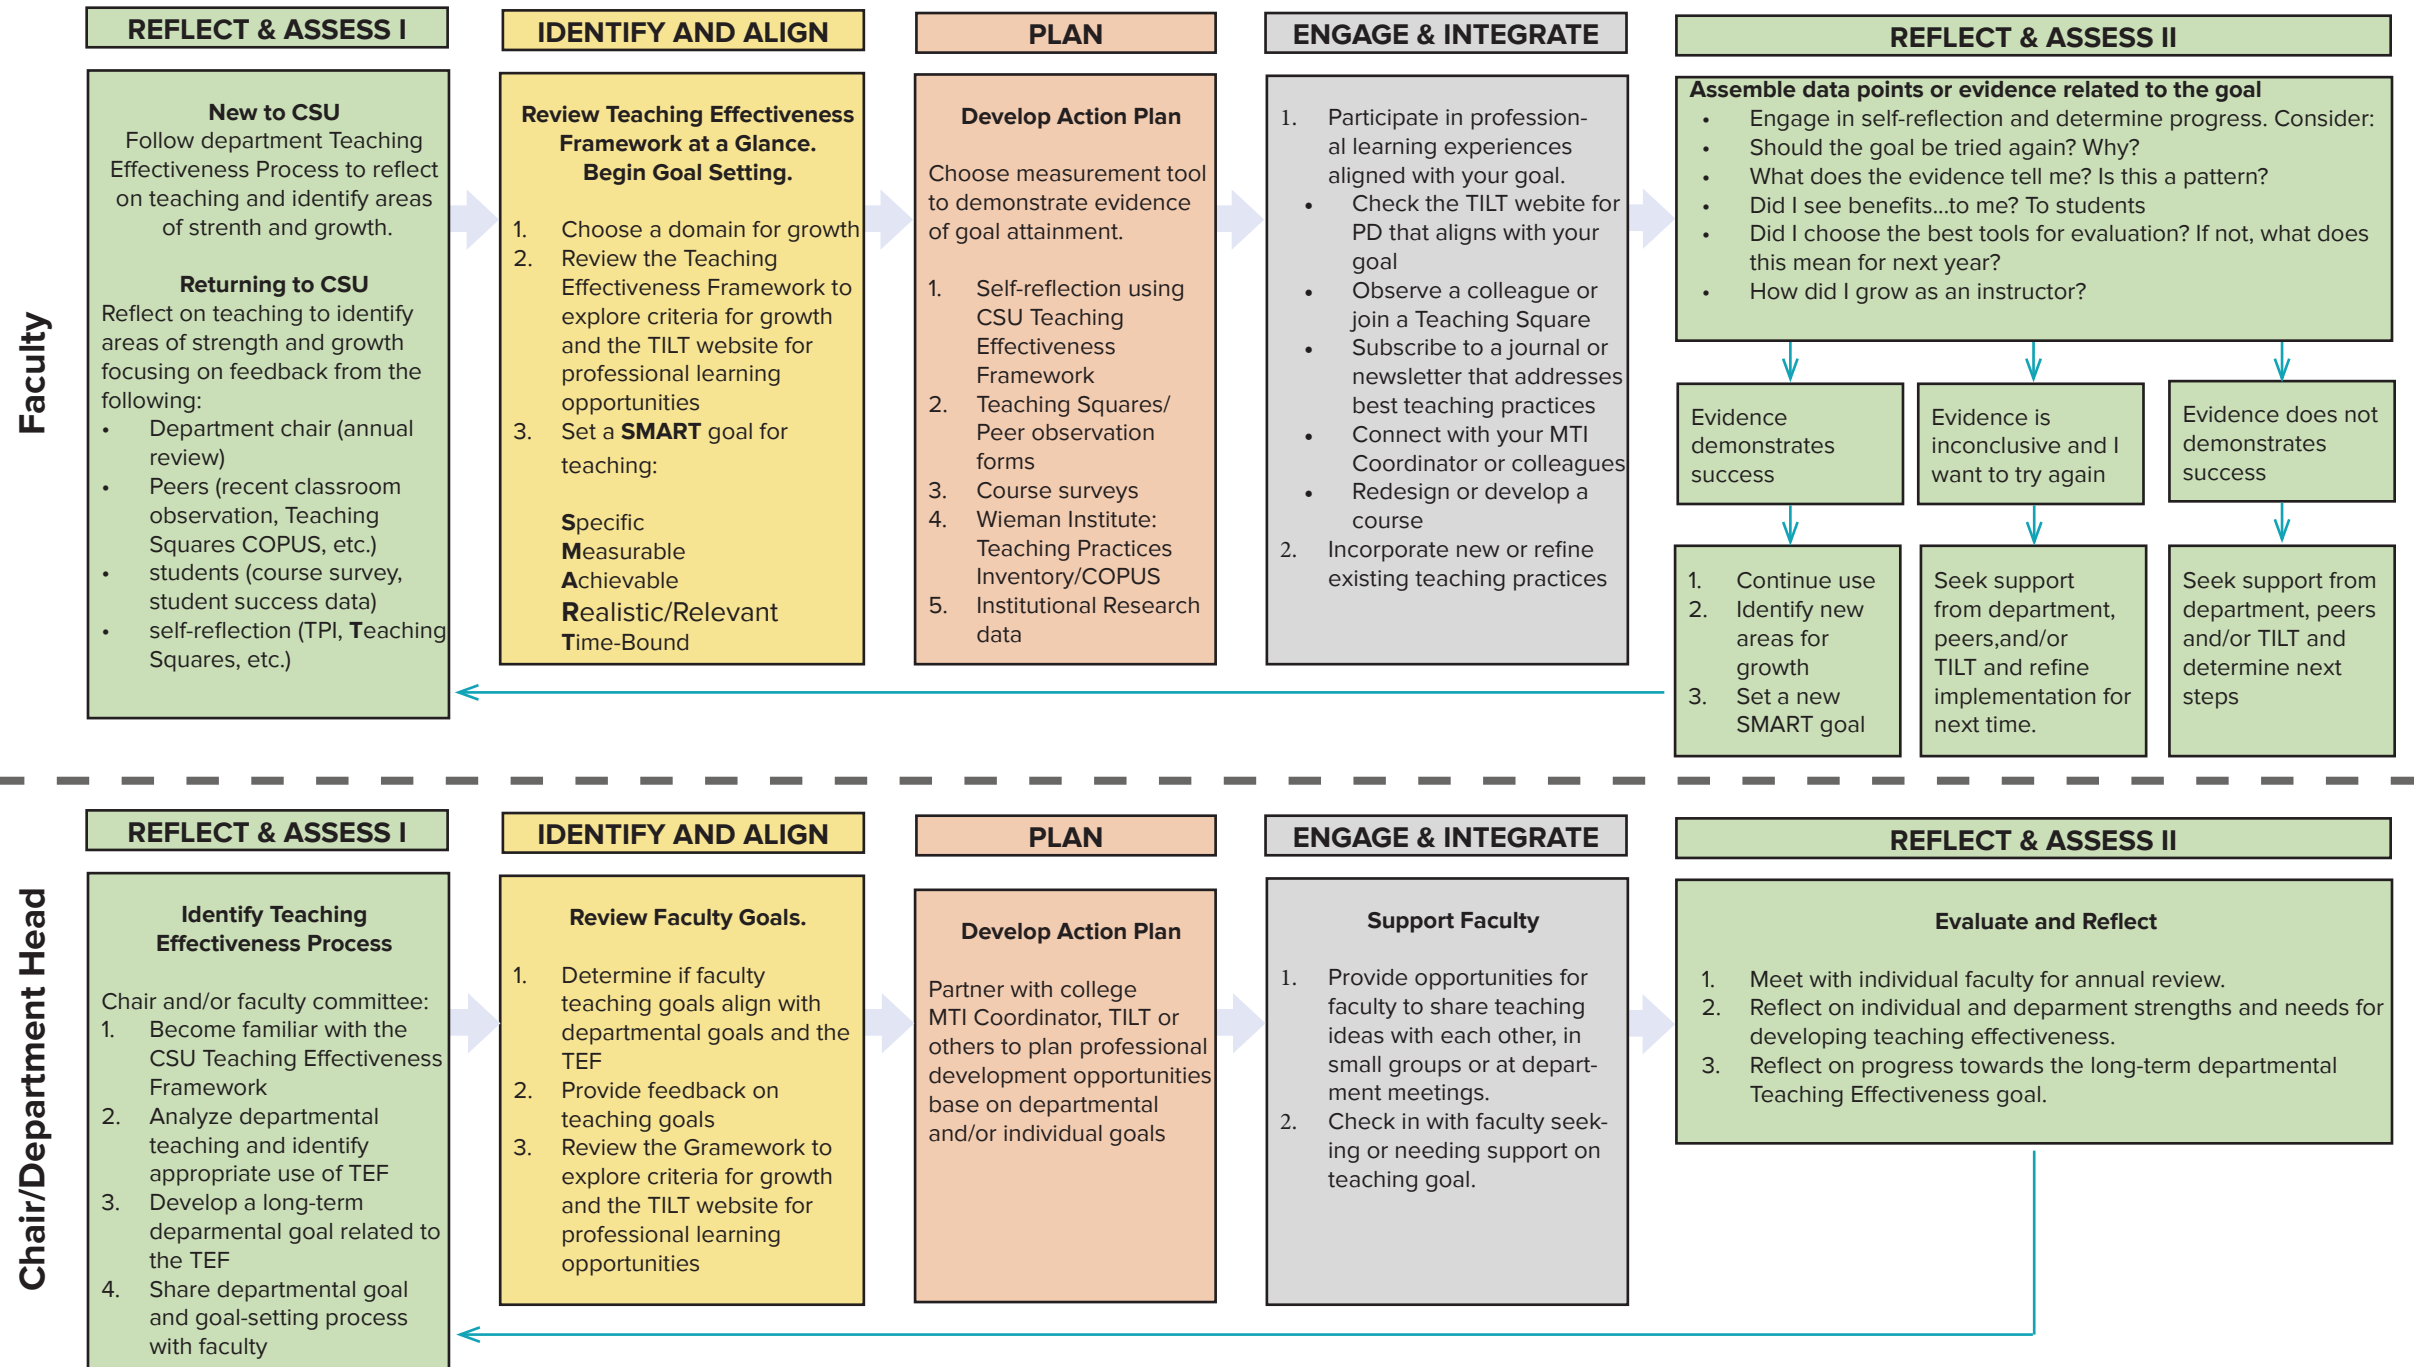 Faculty
REFLECT & ASSESS I
New to CSU
Follow department Teaching
Effectiveness Process to reflect
on teaching and identify areas
of strenth and growth.
Returning to CSU
Reflect on teaching to identify
areas of strength and growth
focusing on feedback from the
following:
• Department chair (annual
review)
• Peers (recent classroom
observation, Teaching
Squares COPUS, etc.)
• students (course survey,
student success data)
• self-reflection (TPI, Teaching
Squares, etc.)
IDENTIFY AND ALIGN
Review Teaching Effectiveness
Framework at a Glance.
Begin Goal Setting.
1. Choose a domain for growth
2. Review the Teaching
Effectiveness Framework to
explore criteria for growth
and the TILT website for
professional learning
opportunities
3. Set a SMART goal for
teaching:
Specific
Measurable
Achievable
Realistic/Relevant
Time-Bound
PLAN
Develop Action Plan
Choose measurement tool
to demonstrate evidence
of goal attainment.
1. Self-reflection using
CSU Teaching
Effectiveness
Framework
2. Teaching Squares/
Peer observation
forms
3. Course surveys
4. Wieman Institute:
Teaching Practices
Inventory/COPUS
5. Institutional Research
data
ENGAGE & INTEGRATE
1. Participate in profession-
al learning experiences
aligned with your goal.
• Check the TILT webite for
PD that aligns with your
goal
• Observe a colleague or
join a Teaching Square
• Subscribe to a journal or
newsletter that addresses
best teaching practices
• Connect with your MTI
Coordinator or colleagues
• Redesign or develop a
course
2. Incorporate new or refine
existing teaching practices
REFLECT & ASSESS II
Assemble data points or evidence related to the goal
• Engage in self-reflection and determine progress. Consider:
• Should the goal be tried again? Why?
• What does the evidence tell me? Is this a pattern?
• Did I see benefits...to me? To students
• Did I choose the best tools for evaluation? If not, what does
this mean for next year?
• How did I grow as an instructor?
Evidence
demonstrates
success
Evidence is
inconclusive and I
want to try again
Evidence does not
demonstrates
success
1. Continue use
2. Identify new
areas for
growth
3. Set a new
SMART goal
Seek support
from department,
peers,and/or
TILT and refine
implementation for
next time.
Seek support from
department, peers
and/or TILT and
determine next
steps
Chair/Department Head
REFLECT & ASSESS I
Identify Teaching
Effectiveness Process
Chair and/or faculty committee:
1. Become familiar with the
CSU Teaching Effectiveness
Framework
2. Analyze departmental
teaching and identify
appropriate use of TEF
3. Develop a long-term
deparmental goal related to
the TEF
4. Share departmental goal
and goal-setting process
with faculty
IDENTIFY AND ALIGN
Review Faculty Goals.
1. Determine if faculty
teaching goals align with
departmental goals and the
TEF
2. Provide feedback on
teaching goals
3. Review the Gramework to
explore criteria for growth
and the TILT website for
professional learning
opportunities
PLAN
Develop Action Plan
Partner with college
MTI Coordinator, TILT or
others to plan professional
development opportunities
base on departmental
and/or individual goals
ENGAGE & INTEGRATE
Support Faculty
1. Provide opportunities for
faculty to share teaching
ideas with each other, in
small groups or at depart-
ment meetings.
2. Check in with faculty seek-
ing or needing support on
teaching goal.
REFLECT & ASSESS II
Evaluate and Reflect
1. Meet with individual faculty for annual review.
2. Reflect on individual and deparment strengths and needs for
developing teaching effectiveness.
3. Reflect on progress towards the long-term departmental
Teaching Effectiveness goal.